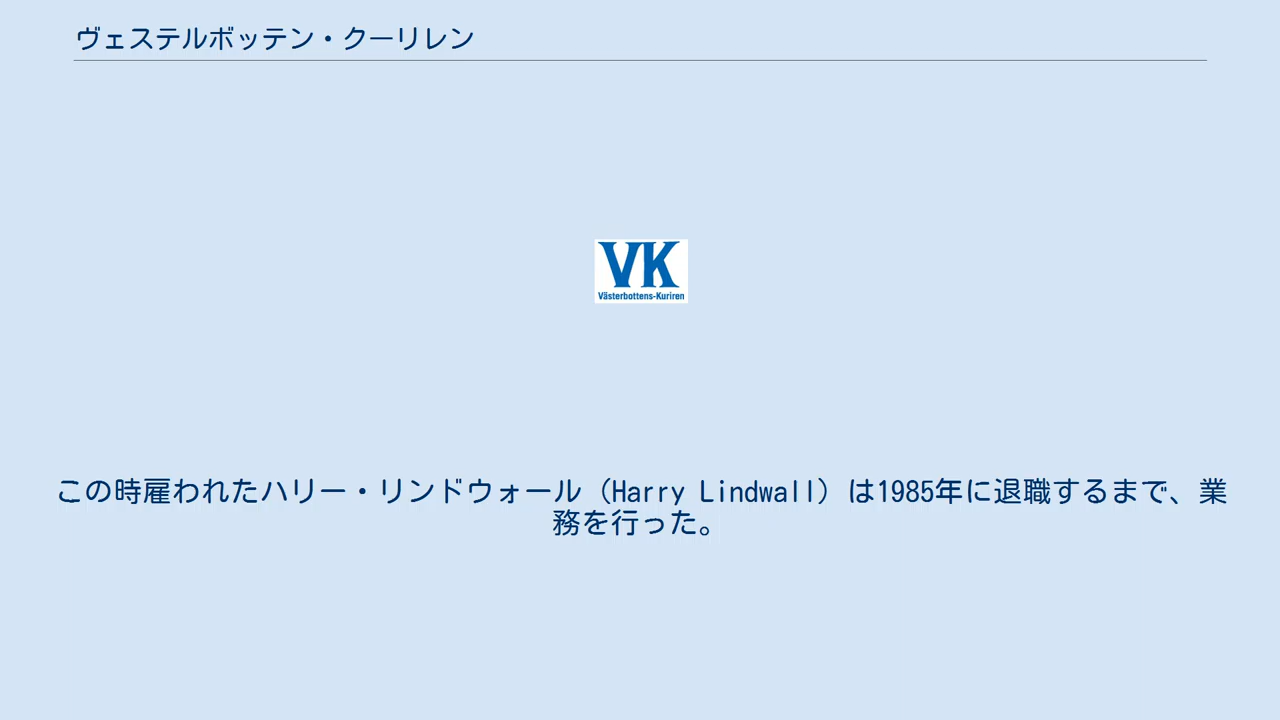 ヴェステルボッテン・クーリレン
VK
Västerbottens-Kuriren
この時雇われたハリー・リンドウォール（Harry Lindwall）は1985年に退職するまで、業
務を行った。